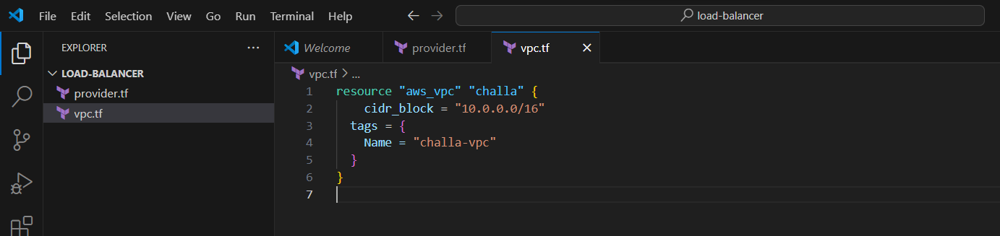 File Edit Selection View Go Run Terminal Help load-balancer
EXPLORER ...
Welcome provider.tf vpc.tf
LOAD-BALANCER
provider.tf
vpc.tf
vpc.tf > ...
1 resource "aws_vpc" "challa" {
2 cidr_block = "10.0.0.0/16"
3 tags = {
4 Name = "challa-vpc"
5 }
6 }
7